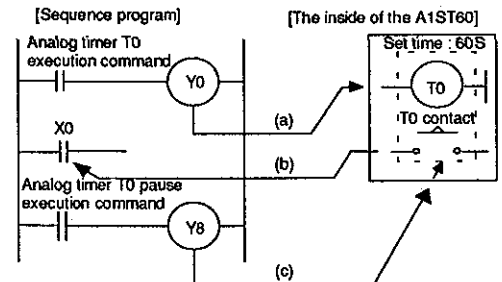 [Sequence program]
[The inside of the A1ST60]
Analog timer T0
execution command
Y0
Set time : 60S
T0
T0 contact
(a)
X0
(b)
Analog timer T0 pause
execution command
Y8
(c)